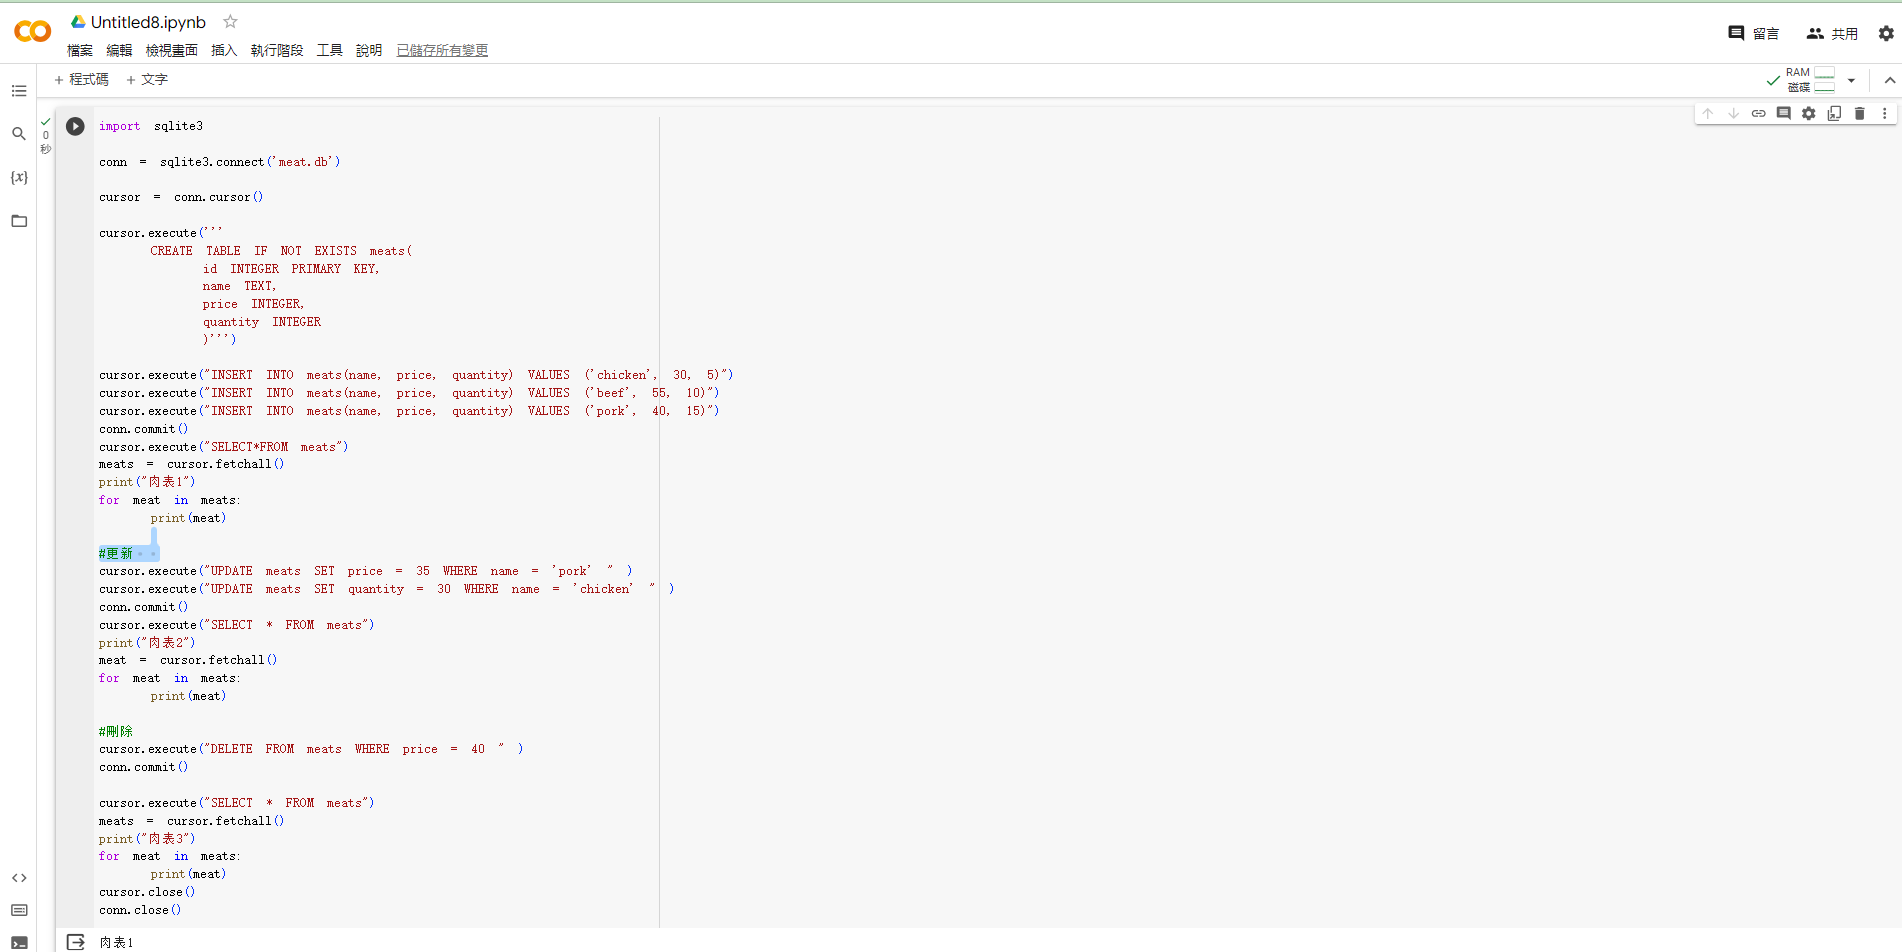 Untitled8.ipynb
檔案 編輯 檢視畫面 插入 執行階段 工具 說明 已儲存所有變更
留言 共用
+ 程式碼 + 文字
RAM
磁碟
0
秒
{x}
import sqlite3
conn = sqlite3.connect('meat.db')
cursor = conn.cursor()
cursor.execute('''
CREATE TABLE IF NOT EXISTS meats(
id INTEGER PRIMARY KEY,
name TEXT,
price INTEGER,
quantity INTEGER
)''')
cursor.execute("INSERT INTO meats(name, price, quantity) VALUES ('chicken', 30, 5)")
cursor.execute("INSERT INTO meats(name, price, quantity) VALUES ('beef', 55, 10)")
cursor.execute("INSERT INTO meats(name, price, quantity) VALUES ('pork', 40, 15)")
conn.commit()
cursor.execute("SELECT*FROM meats")
meats = cursor.fetchall()
print("肉表1")
for meat in meats:
print(meat)
#更新
cursor.execute("UPDATE meats SET price = 35 WHERE name = 'pork' " )
cursor.execute("UPDATE meats SET quantity = 30 WHERE name = 'chicken' " )
conn.commit()
cursor.execute("SELECT * FROM meats")
print("肉表2")
meat = cursor.fetchall()
for meat in meats:
print(meat)
#刪除
cursor.execute("DELETE FROM meats WHERE price = 40 " )
conn.commit()
cursor.execute("SELECT * FROM meats")
meats = cursor.fetchall()
print("肉表3")
for meat in meats:
print(meat)
cursor.close()
conn.close()
肉表1